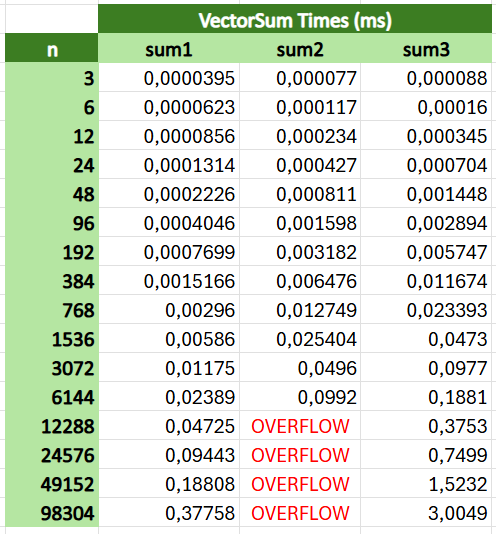 VectorSum Times (ms)
n sum1 sum2 sum3
3 0,0000395 0,000077 0,000088
6 0,0000623 0,000117 0,00016
12 0,0000856 0,000234 0,000345
24 0,0001314 0,000427 0,000704
48 0,0002226 0,000811 0,001448
96 0,0004046 0,001598 0,002894
192 0,0007699 0,003182 0,005747
384 0,0015166 0,006476 0,011674
768 0,00296 0,012749 0,023393
1536 0,00586 0,025404 0,0473
3072 0,01175 0,0496 0,0977
6144 0,02389 0,0992 0,1881
12288 0,04725 OVERFLOW 0,3753
24576 0,09443 OVERFLOW 0,7499
49152 0,18808 OVERFLOW 1,5232
98304 0,37758 OVERFLOW 3,0049